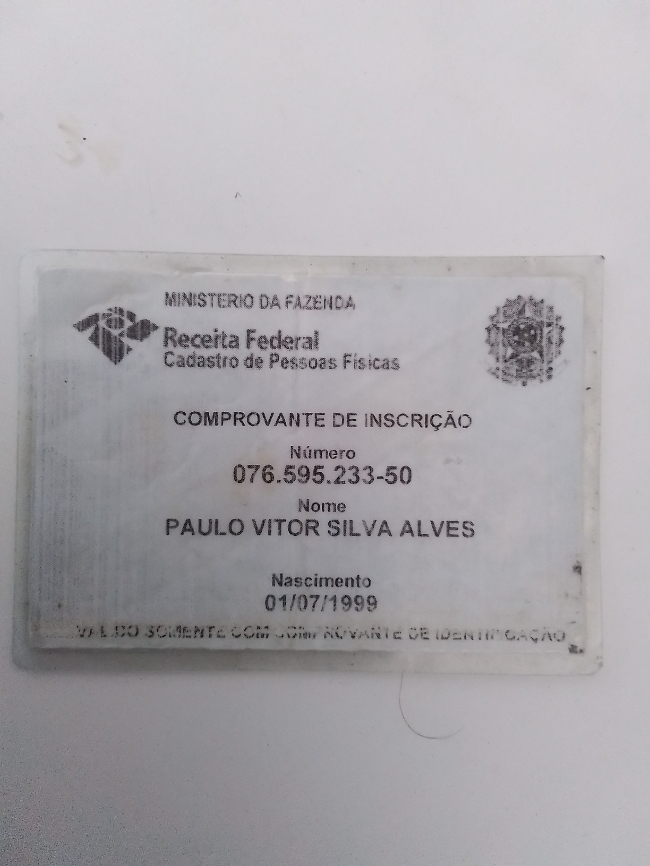 MINISTERIO DA FAZENDA
Receita Federal
Cadastro de Pessoas Físicas
COMPROVANTE DE INSCRIÇÃO
Número
076.595.233-50
Nome
PAULO VITOR SILVA ALVES
Nascimento
01/07/1999
VALIDO SOMENTE COM COMPROVANTE DE IDENTIFICAÇÃO